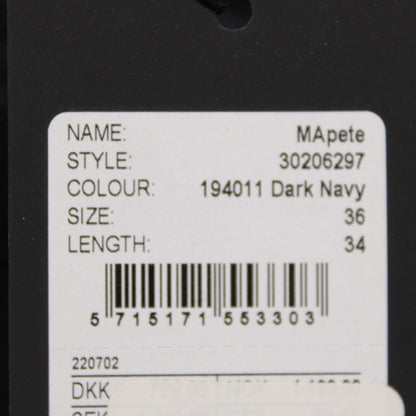 NAME: MApete
STYLE: 30206297
COLOUR: 194011 Dark Navy
SIZE: 36
LENGTH: 34
5 715171 553303
220702
DKK